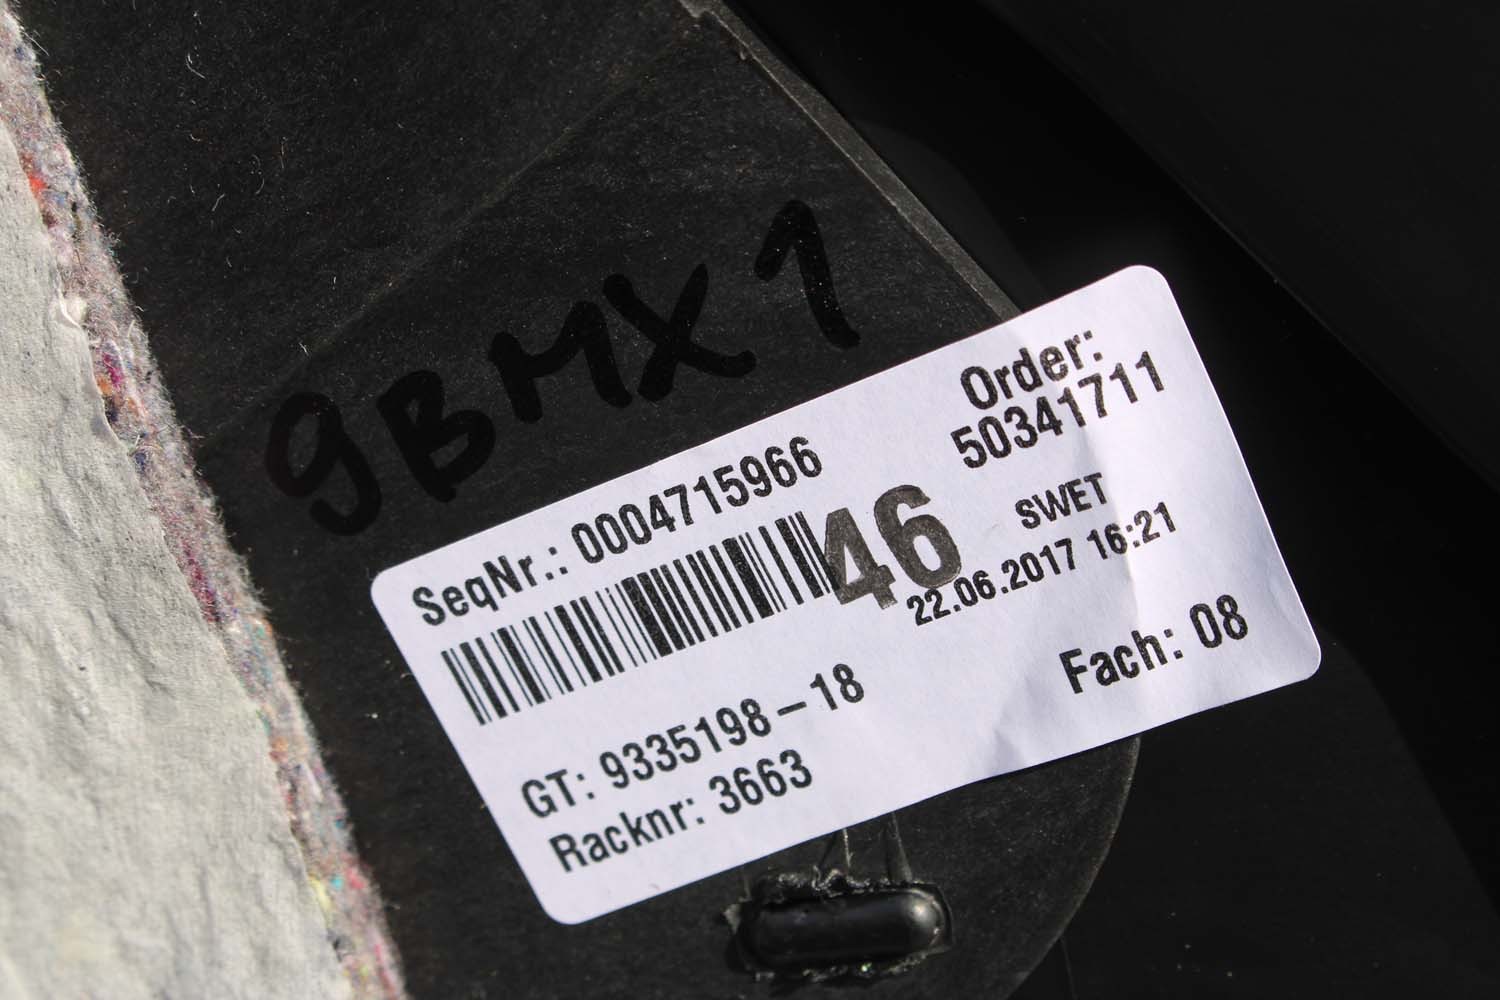 9BMX1
SeqNr.: 0004715966
Order:
50341711
46
SWET
22.06.2017 16:21
GT: 9335198-18
Fach: 08
Racknr: 3663